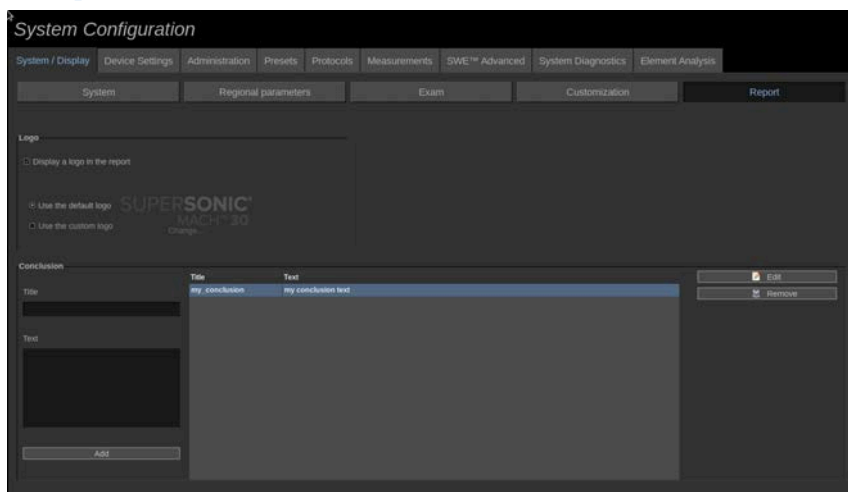 System Configuration
System / Display Device Settings Administration Presets Protocols Measurements SWE™ Advanced System Diagnostics Element Analysis
System Regional parameters Exam Customization Report
Logo
Display a logo in the report
Use the default logo
SUPERSONIC®
MACH™ 30
Use the custom logo
Change...
Conclusion
Title Text
Edit
Title
my_conclusion my conclusion text
Remove
Text
Add